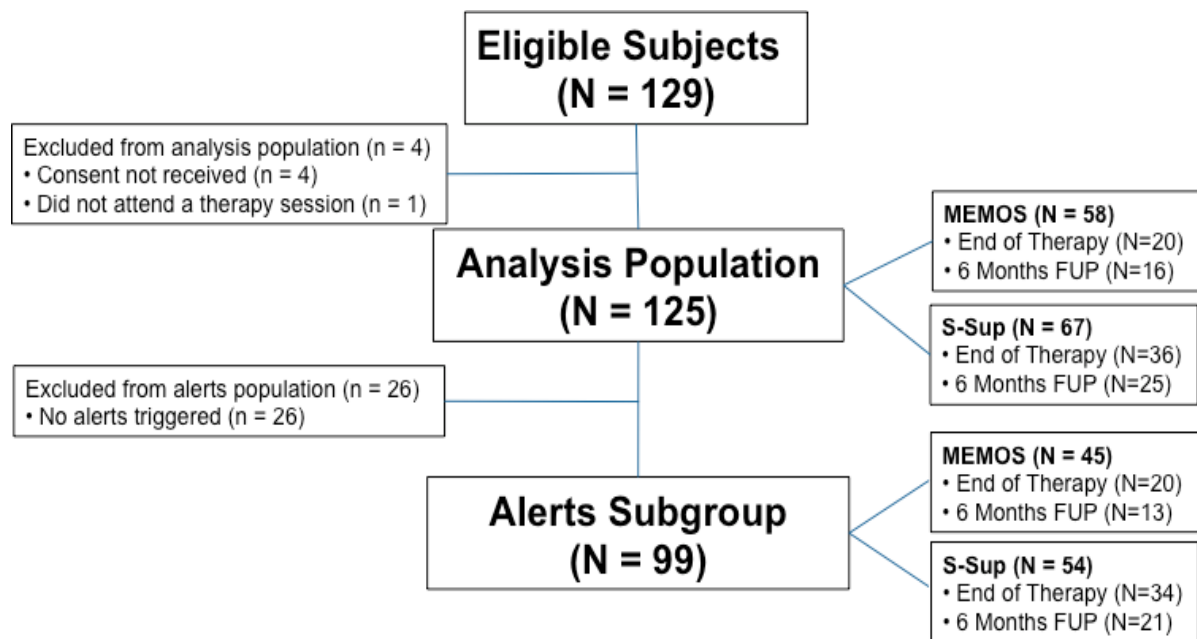 Eligible Subjects
(N = 129)
Excluded from analysis population (n = 4)
• Consent not received (n = 4)
• Did not attend a therapy session (n = 1)
Analysis Population
(N = 125)
MEMOS (N = 58)
• End of Therapy (N=20)
• 6 Months FUP (N=16)
S-Sup (N = 67)
• End of Therapy (N=36)
• 6 Months FUP (N=25)
Excluded from alerts population (n = 26)
• No alerts triggered (n = 26)
Alerts Subgroup
(N = 99)
MEMOS (N = 45)
• End of Therapy (N=20)
• 6 Months FUP (N=13)
S-Sup (N = 54)
• End of Therapy (N=34)
• 6 Months FUP (N=21)